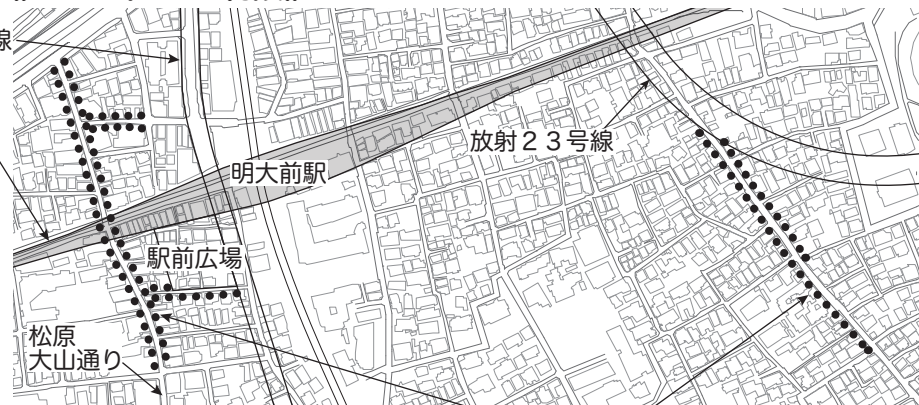 線
放射２３号線
明大前駅
駅前広場
松原
大山通り